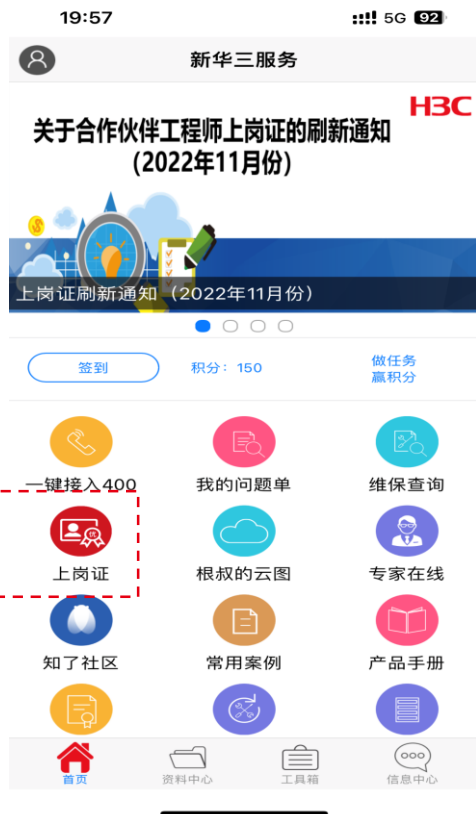 19:57
5G 92
新华三服务
H3C
关于合作伙伴工程师上岗证的刷新通知
(2022年11月份)
上岗证刷新通知（2022年11月份）
签到
积分：150
做任务
赢积分
一键接入400
我的问题单
维保查询
优
上岗证
根叔的云图
专家在线
知了社区
常用案例
产品手册
首页
资料中心
工具箱
信息中心